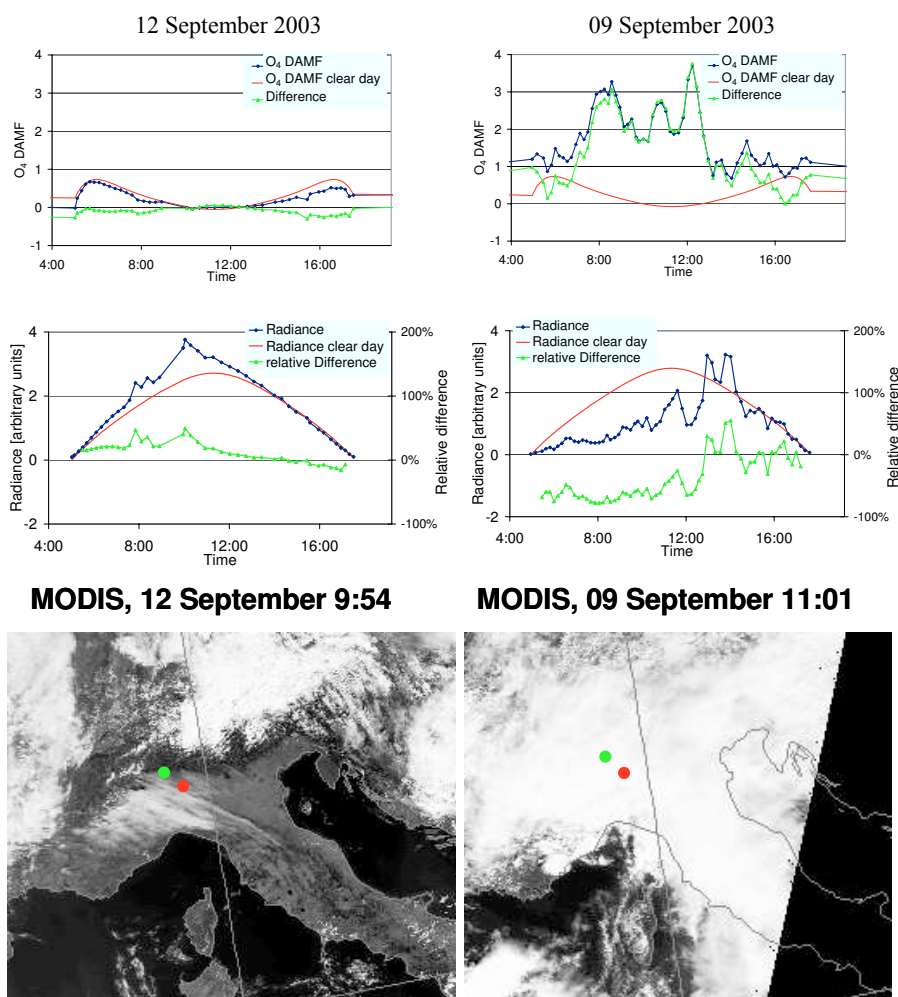 12 September 2003
09 September 2003
4
3
2
1
0
-1
O₄ DAMF
O₄ DAMF
O₄ DAMF clear day
Difference
4:00 8:00 12:00 16:00
Time
4
3
2
1
0
-1
O₄ DAMF
O₄ DAMF
O₄ DAMF clear day
Difference
4:00 8:00 12:00 16:00
Time
4
2
0
-2
Radiance [arbitrary units]
Radiance
Radiance clear day
relative Difference
200%
100%
0%
-100%
Relative difference
4:00 8:00 12:00 16:00
Time
4
2
0
-2
Radiance [arbitrary units]
Radiance
Radiance clear day
relative Difference
200%
100%
0%
-100%
Relative difference
4:00 8:00 12:00 16:00
Time
MODIS, 12 September 9:54
MODIS, 09 September 11:01